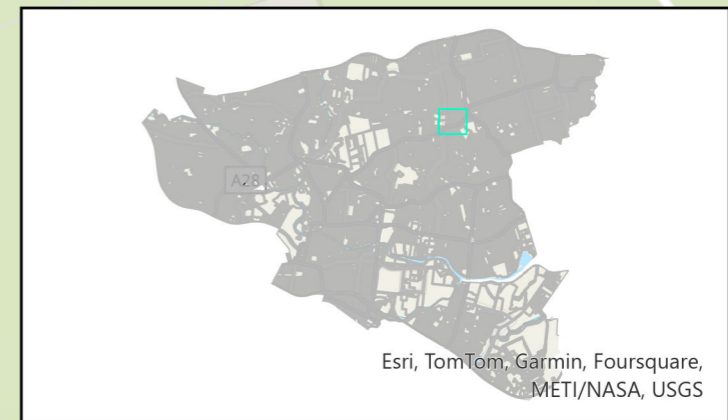 A28
Esri, TomTom, Garmin, Foursquare,
METI/NASA, USGS